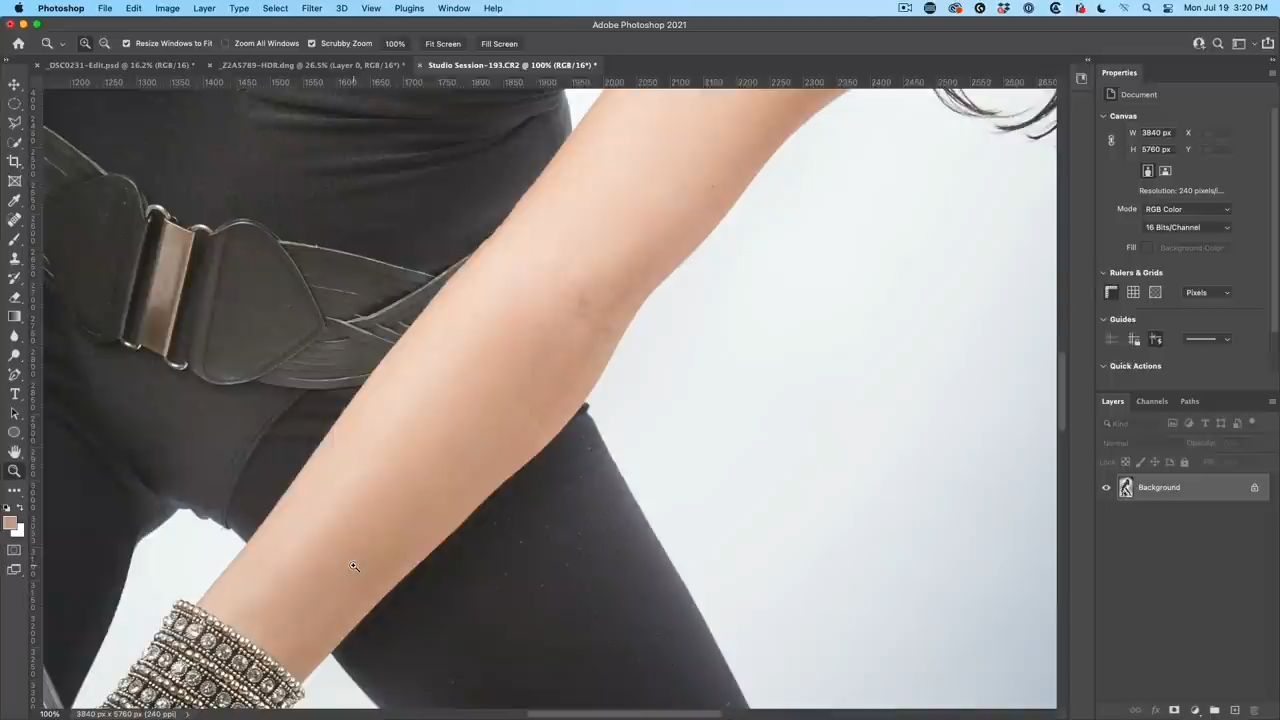 Photoshop File Edit Image Layer Type Select Filter 3D View Plugins Window Help Mon Jul 19 3:20 PM
Adobe Photoshop 2021
Resize Windows to Fit Zoom All Windows Scrubby Zoom 100% Fit Screen Fill Screen
_DSC0231-Edit.psd @ 16.2% (RGB/16) * _Z2A5789-HDR.dng @ 26.5% (Layer 0, RGB/16*) * Studio Session-193.CR2 @ 100% (RGB/16*) *
1200 1250 1300 1350 1400 1450 1500 1550 1600 1650 1700 1750 1800 1850 1900 1950 2000 2050 2100 2150 2200 2250 2300 2350 2400 2450 2500 2550 2600 2650
Properties
Document
Canvas
W 3840 px X
H 5760 px Y
Resolution: 240 pixels/i...
Mode RGB Color
16 Bits/Channel
Fill Background Color
Rulers & Grids
Pixels
Guides
Quick Actions
Layers Channels Paths
Kind
Normal Opacity:
Lock: Fill:
Background
100% 3840 px x 5760 px (240 ppi)